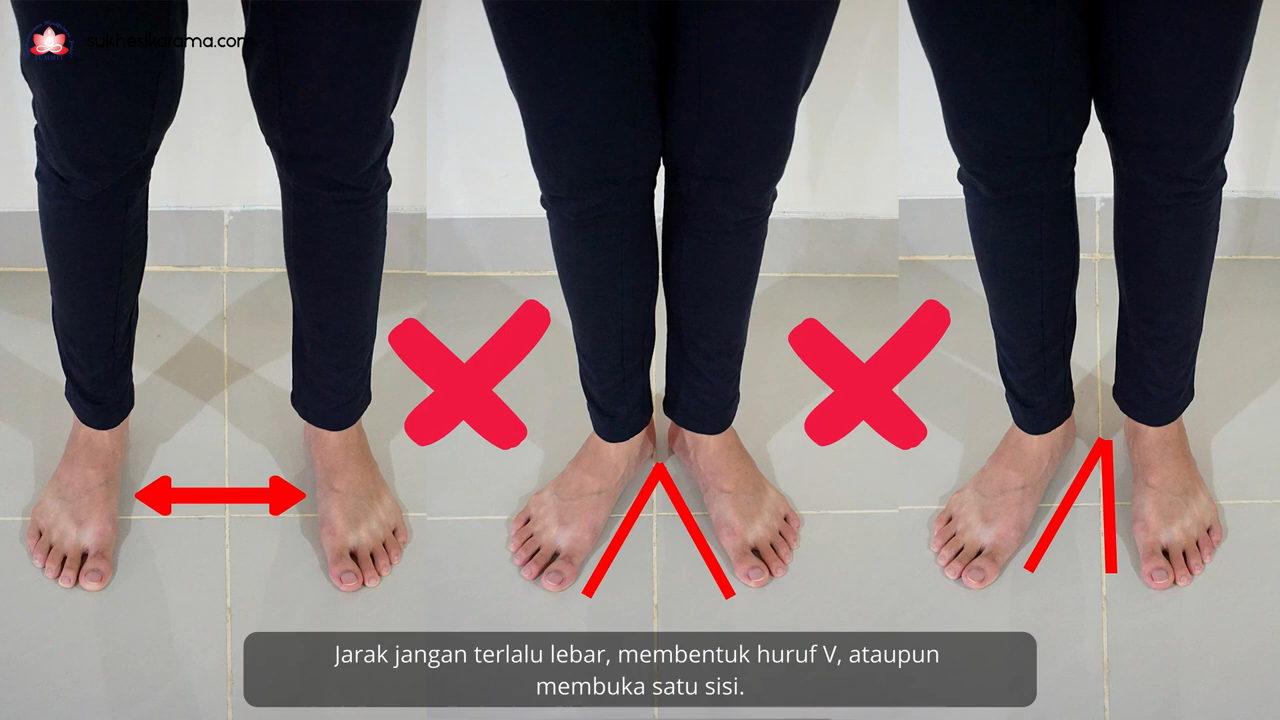 sukhesikarama.com
Jarak jangan terlalu lebar, membentuk huruf V, ataupun
membuka satu sisi.